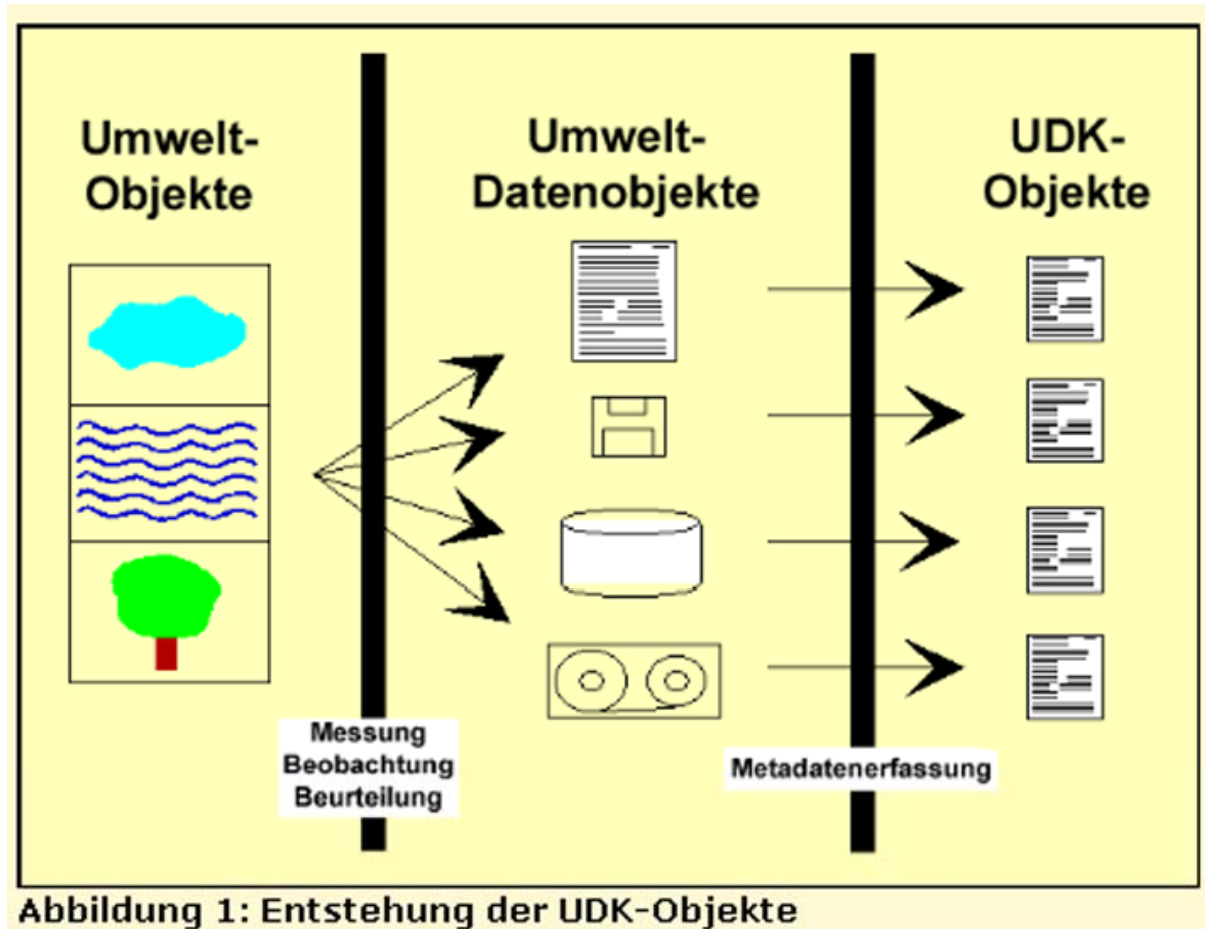 Umwelt-
Objekte
Umwelt-
Datenobjekte
UDK-
Objekte
Messung
Beobachtung
Beurteilung
Metadatenerfassung
Abbildung 1: Entstehung der UDK-Objekte